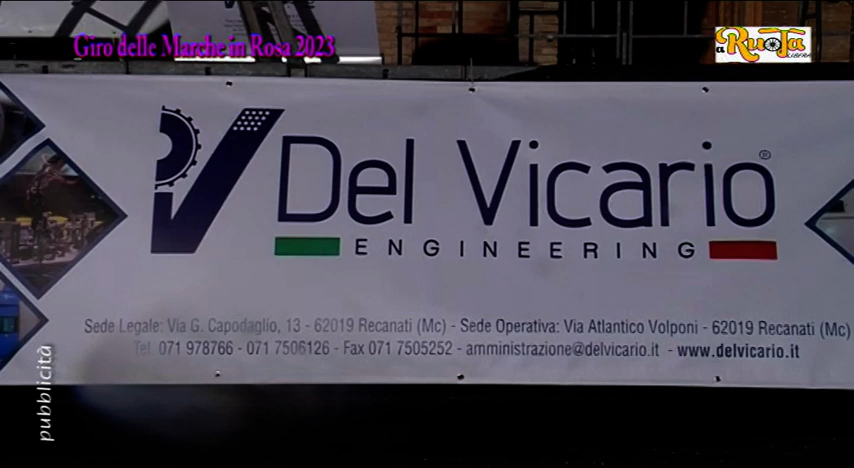 Giro delle Marche in Rosa 2023
a RuoTa
LIBERA
Del Vicario®
ENGINEERING
Sede Legale: Via G. Capodaglio, 13 - 62019 Recanati (Mc) - Sede Operativa: Via Atlantico Volponi - 62019 Recanati (MC)
Tel. 071 978766 - 071 7506126 - Fax 071 7505252 - amministrazione@delvicario.it - www.delvicario.it
pubblicità